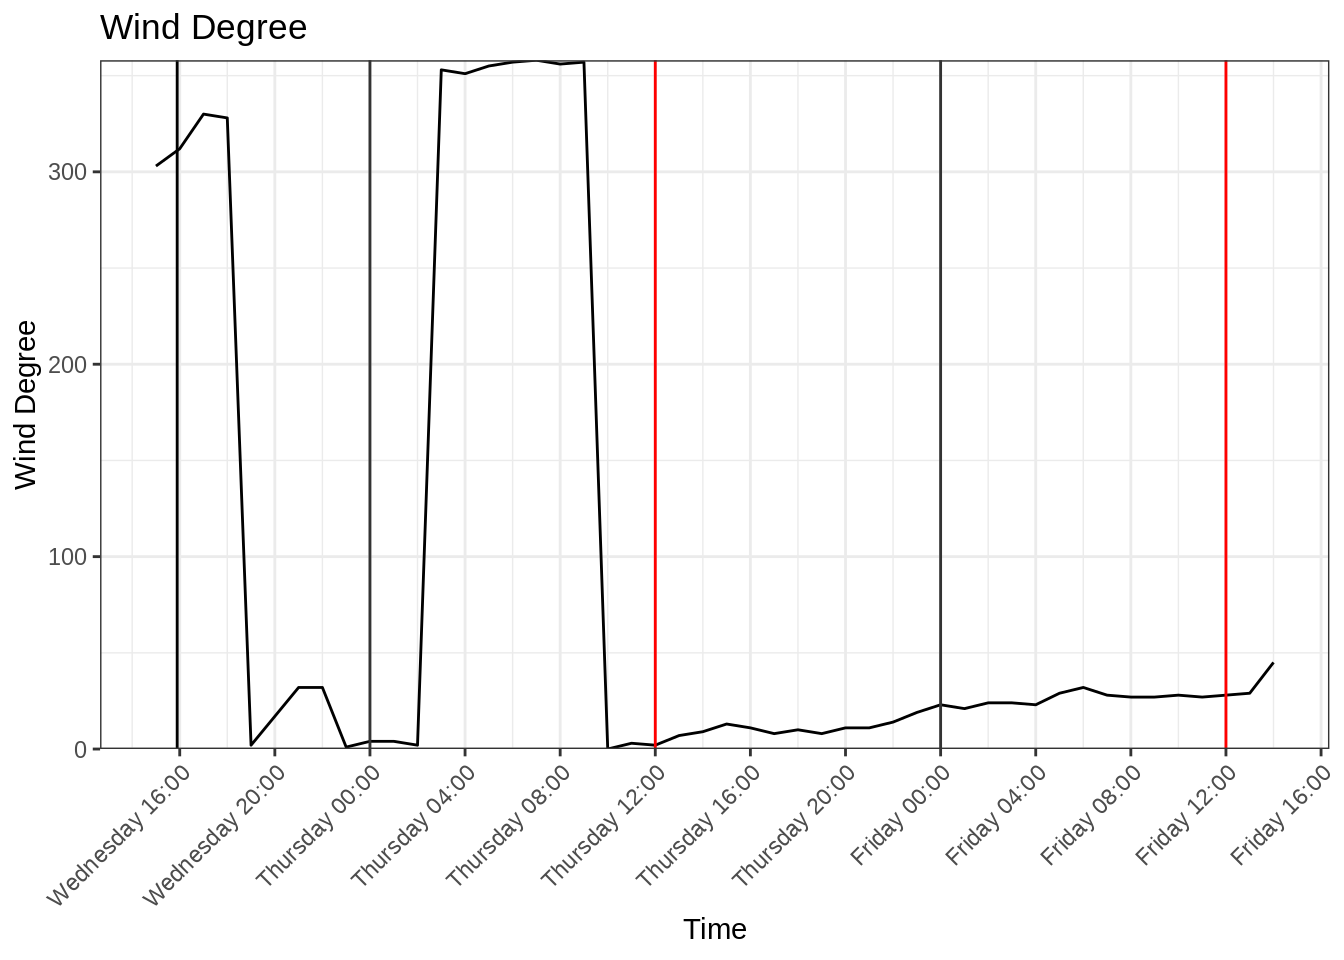 Wind Degree
Wind Degree
300
200
100
0
Wednesday 16:00
Wednesday 20:00
Thursday 00:00
Thursday 04:00
Thursday 08:00
Thursday 12:00
Thursday 16:00
Thursday 20:00
Friday 00:00
Friday 04:00
Friday 08:00
Friday 12:00
Friday 16:00
Time